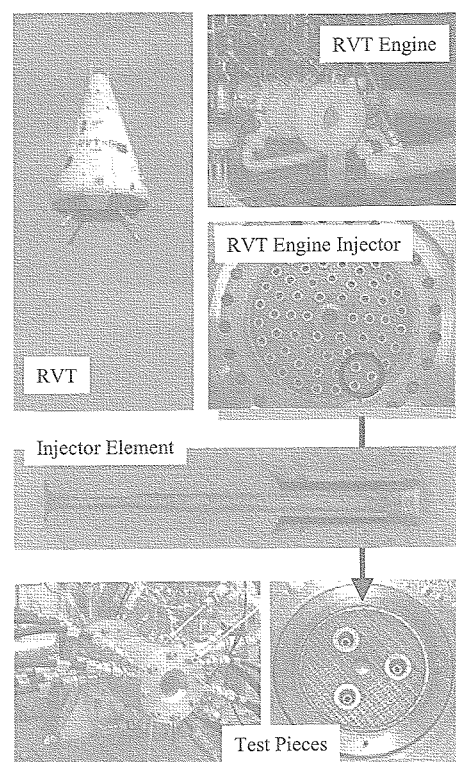 RVT Engine
RVT Engine Injector
RVT
Injector Element
Test Pieces